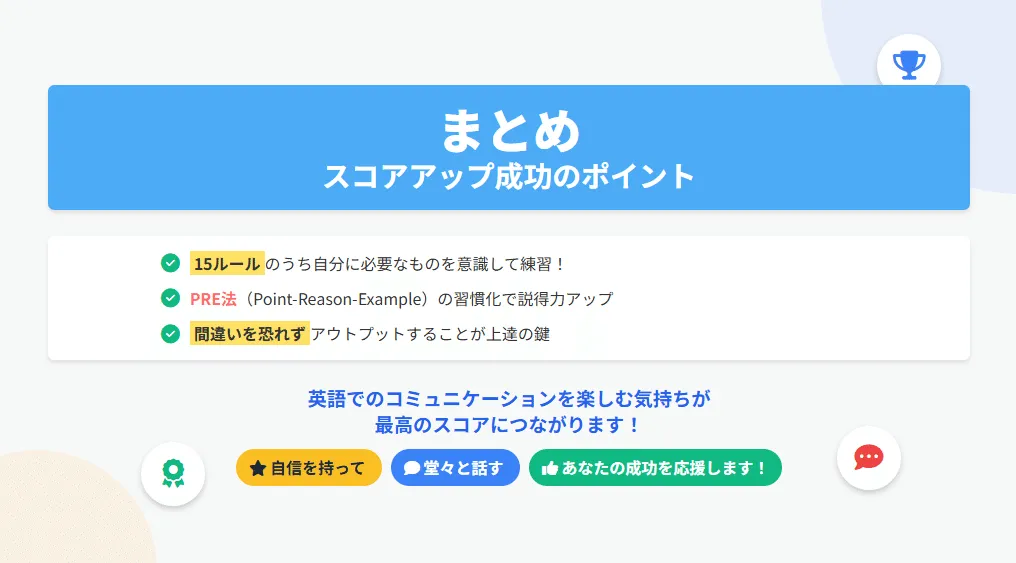 まとめ
スコアアップ成功のポイント
15ルールのうち自分に必要なものを意識して練習！
PRE法（Point-Reason-Example）の習慣化で説得力アップ
間違いを恐れずアウトプットすることが上達の鍵
英語でのコミュニケーションを楽しむ気持ちが
最高のスコアにつながります！
自信を持って 堂々と話す あなたの成功を応援します！